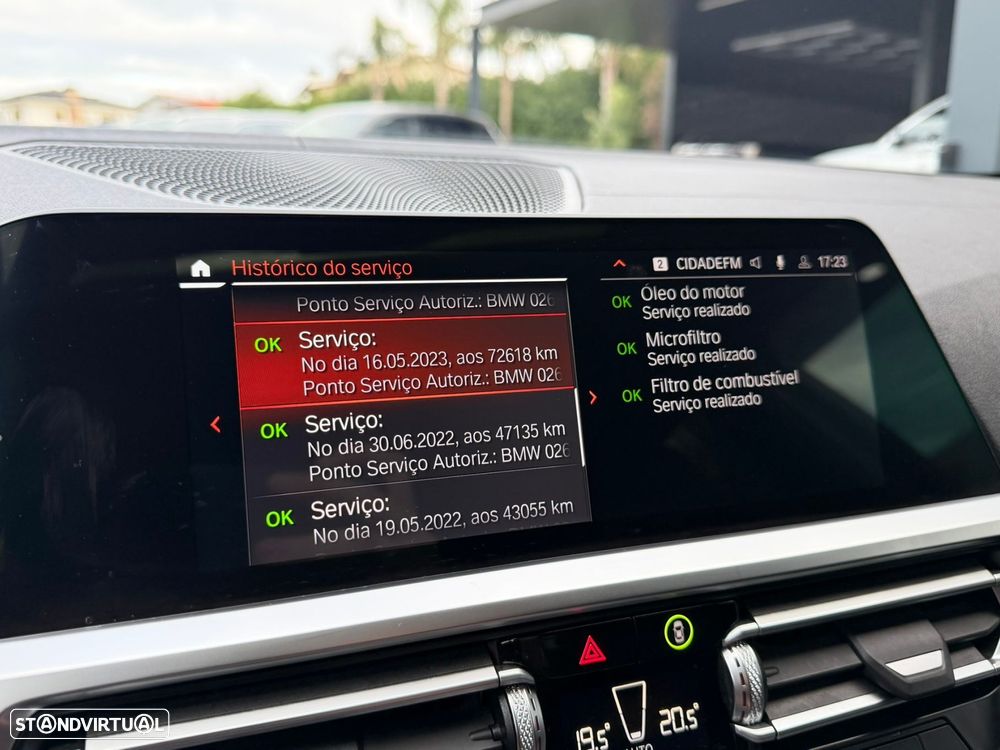 Histórico do serviço
Ponto Serviço Autoriz.: BMW 026
OK Serviço:
No dia 16.05.2023, aos 72618 km
Ponto Serviço Autoriz.: BMW 026
OK Serviço:
No dia 30.06.2022, aos 47135 km
Ponto Serviço Autoriz.: BMW 026
OK Serviço:
No dia 19.05.2022, aos 43055 km
2 CIDADEFM 17:23
OK Óleo do motor
Serviço realizado
OK Microfiltro
Serviço realizado
OK Filtro de combustível
Serviço realizado
19.5° 20.5°
AUTO
STANDVIRTUAL